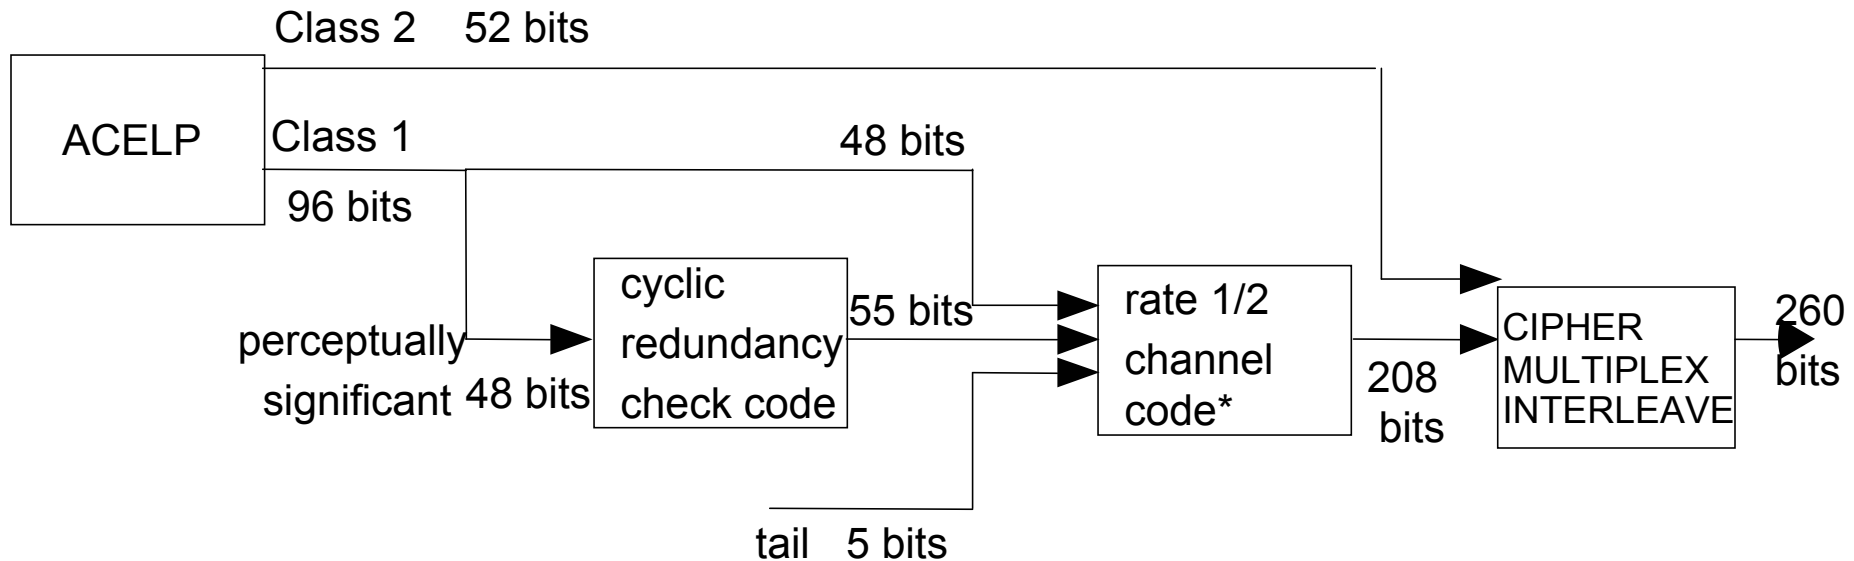 Class 2 52 bits
ACELP
Class 1
96 bits
48 bits
perceptually
significant
48 bits
cyclic
redundancy
check code
55 bits
tail 5 bits
rate 1/2
channel
code*
208
bits
CIPHER
MULTIPLEX
INTERLEAVE
260
bits